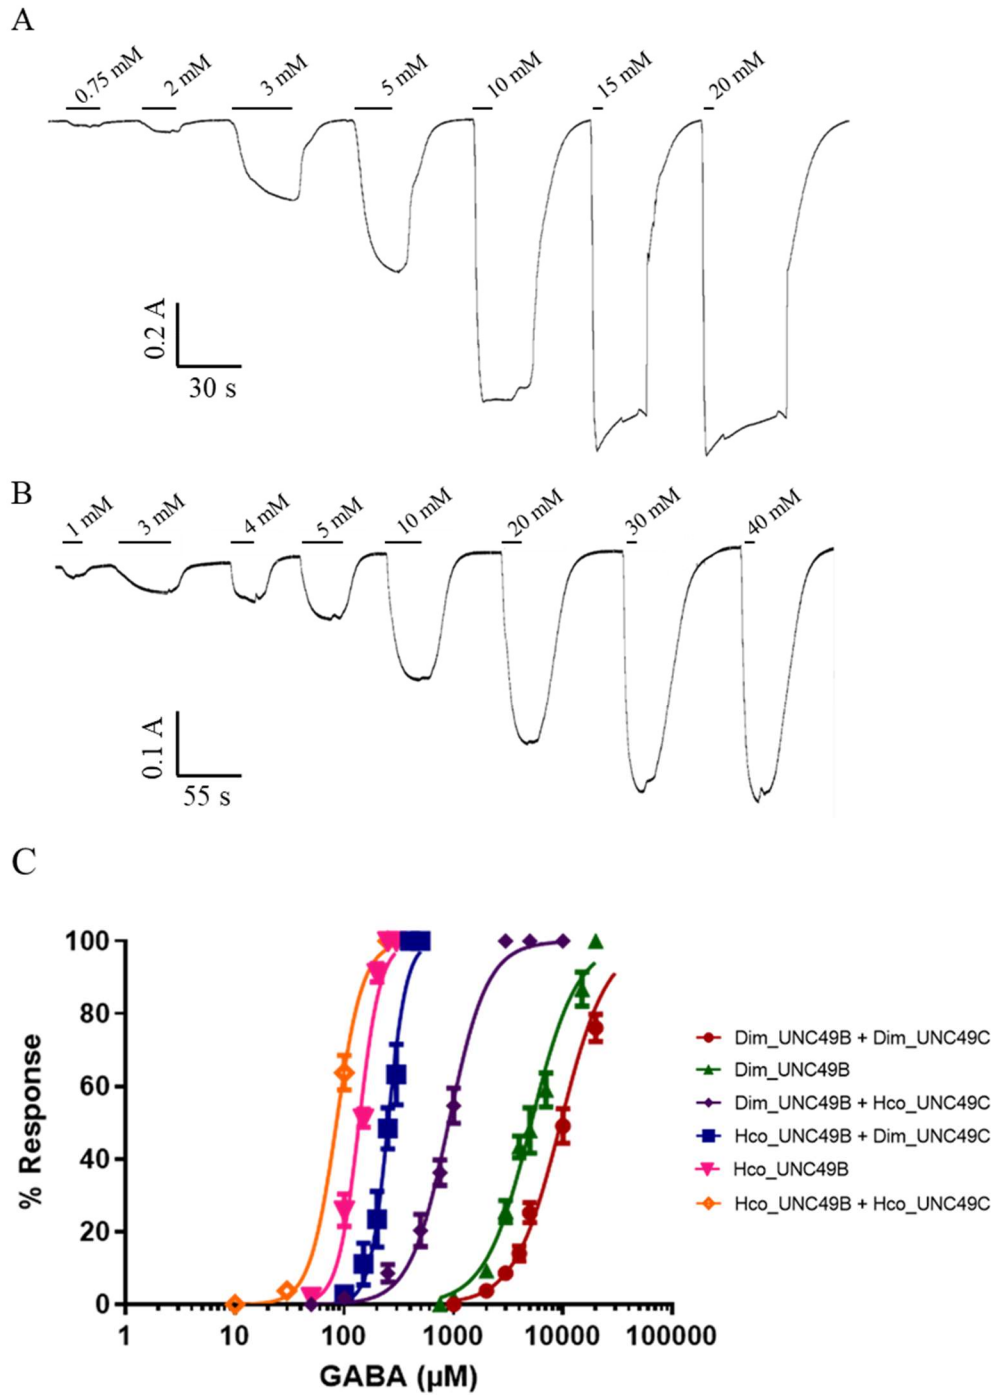 A
0.75 mM 2 mM 3 mM 5 mM 10 mM 15 mM 20 mM
0.2 A
30 s
B
1 mM 3 mM 4 mM 5 mM 10 mM 20 mM 30 mM 40 mM
0.1 A
55 s
C
% Response
100
80
60
40
20
0
Dim_UNC49B + Dim_UNC49C
Dim_UNC49B
Dim_UNC49B + Hco_UNC49C
Hco_UNC49B + Dim_UNC49C
Hco_UNC49B
Hco_UNC49B + Hco_UNC49C
1 10 100 1000 10000 100000
GABA (µM)